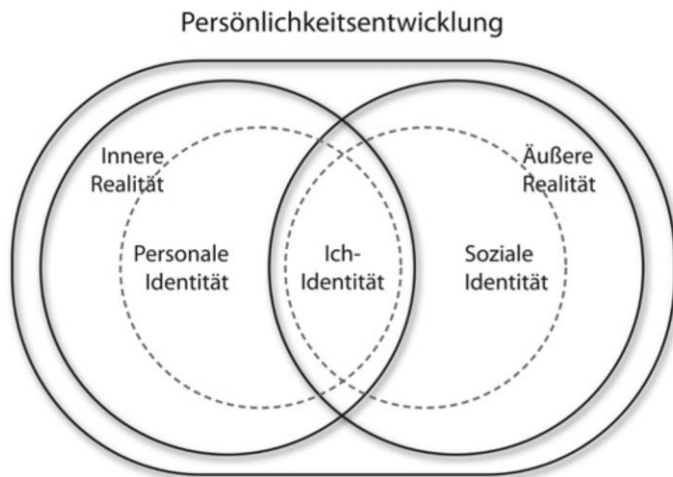 Persönlichkeitsentwicklung
Innere
Realität
Äußere
Realität
Personale
Identität
Ich-
Identität
Soziale
Identität